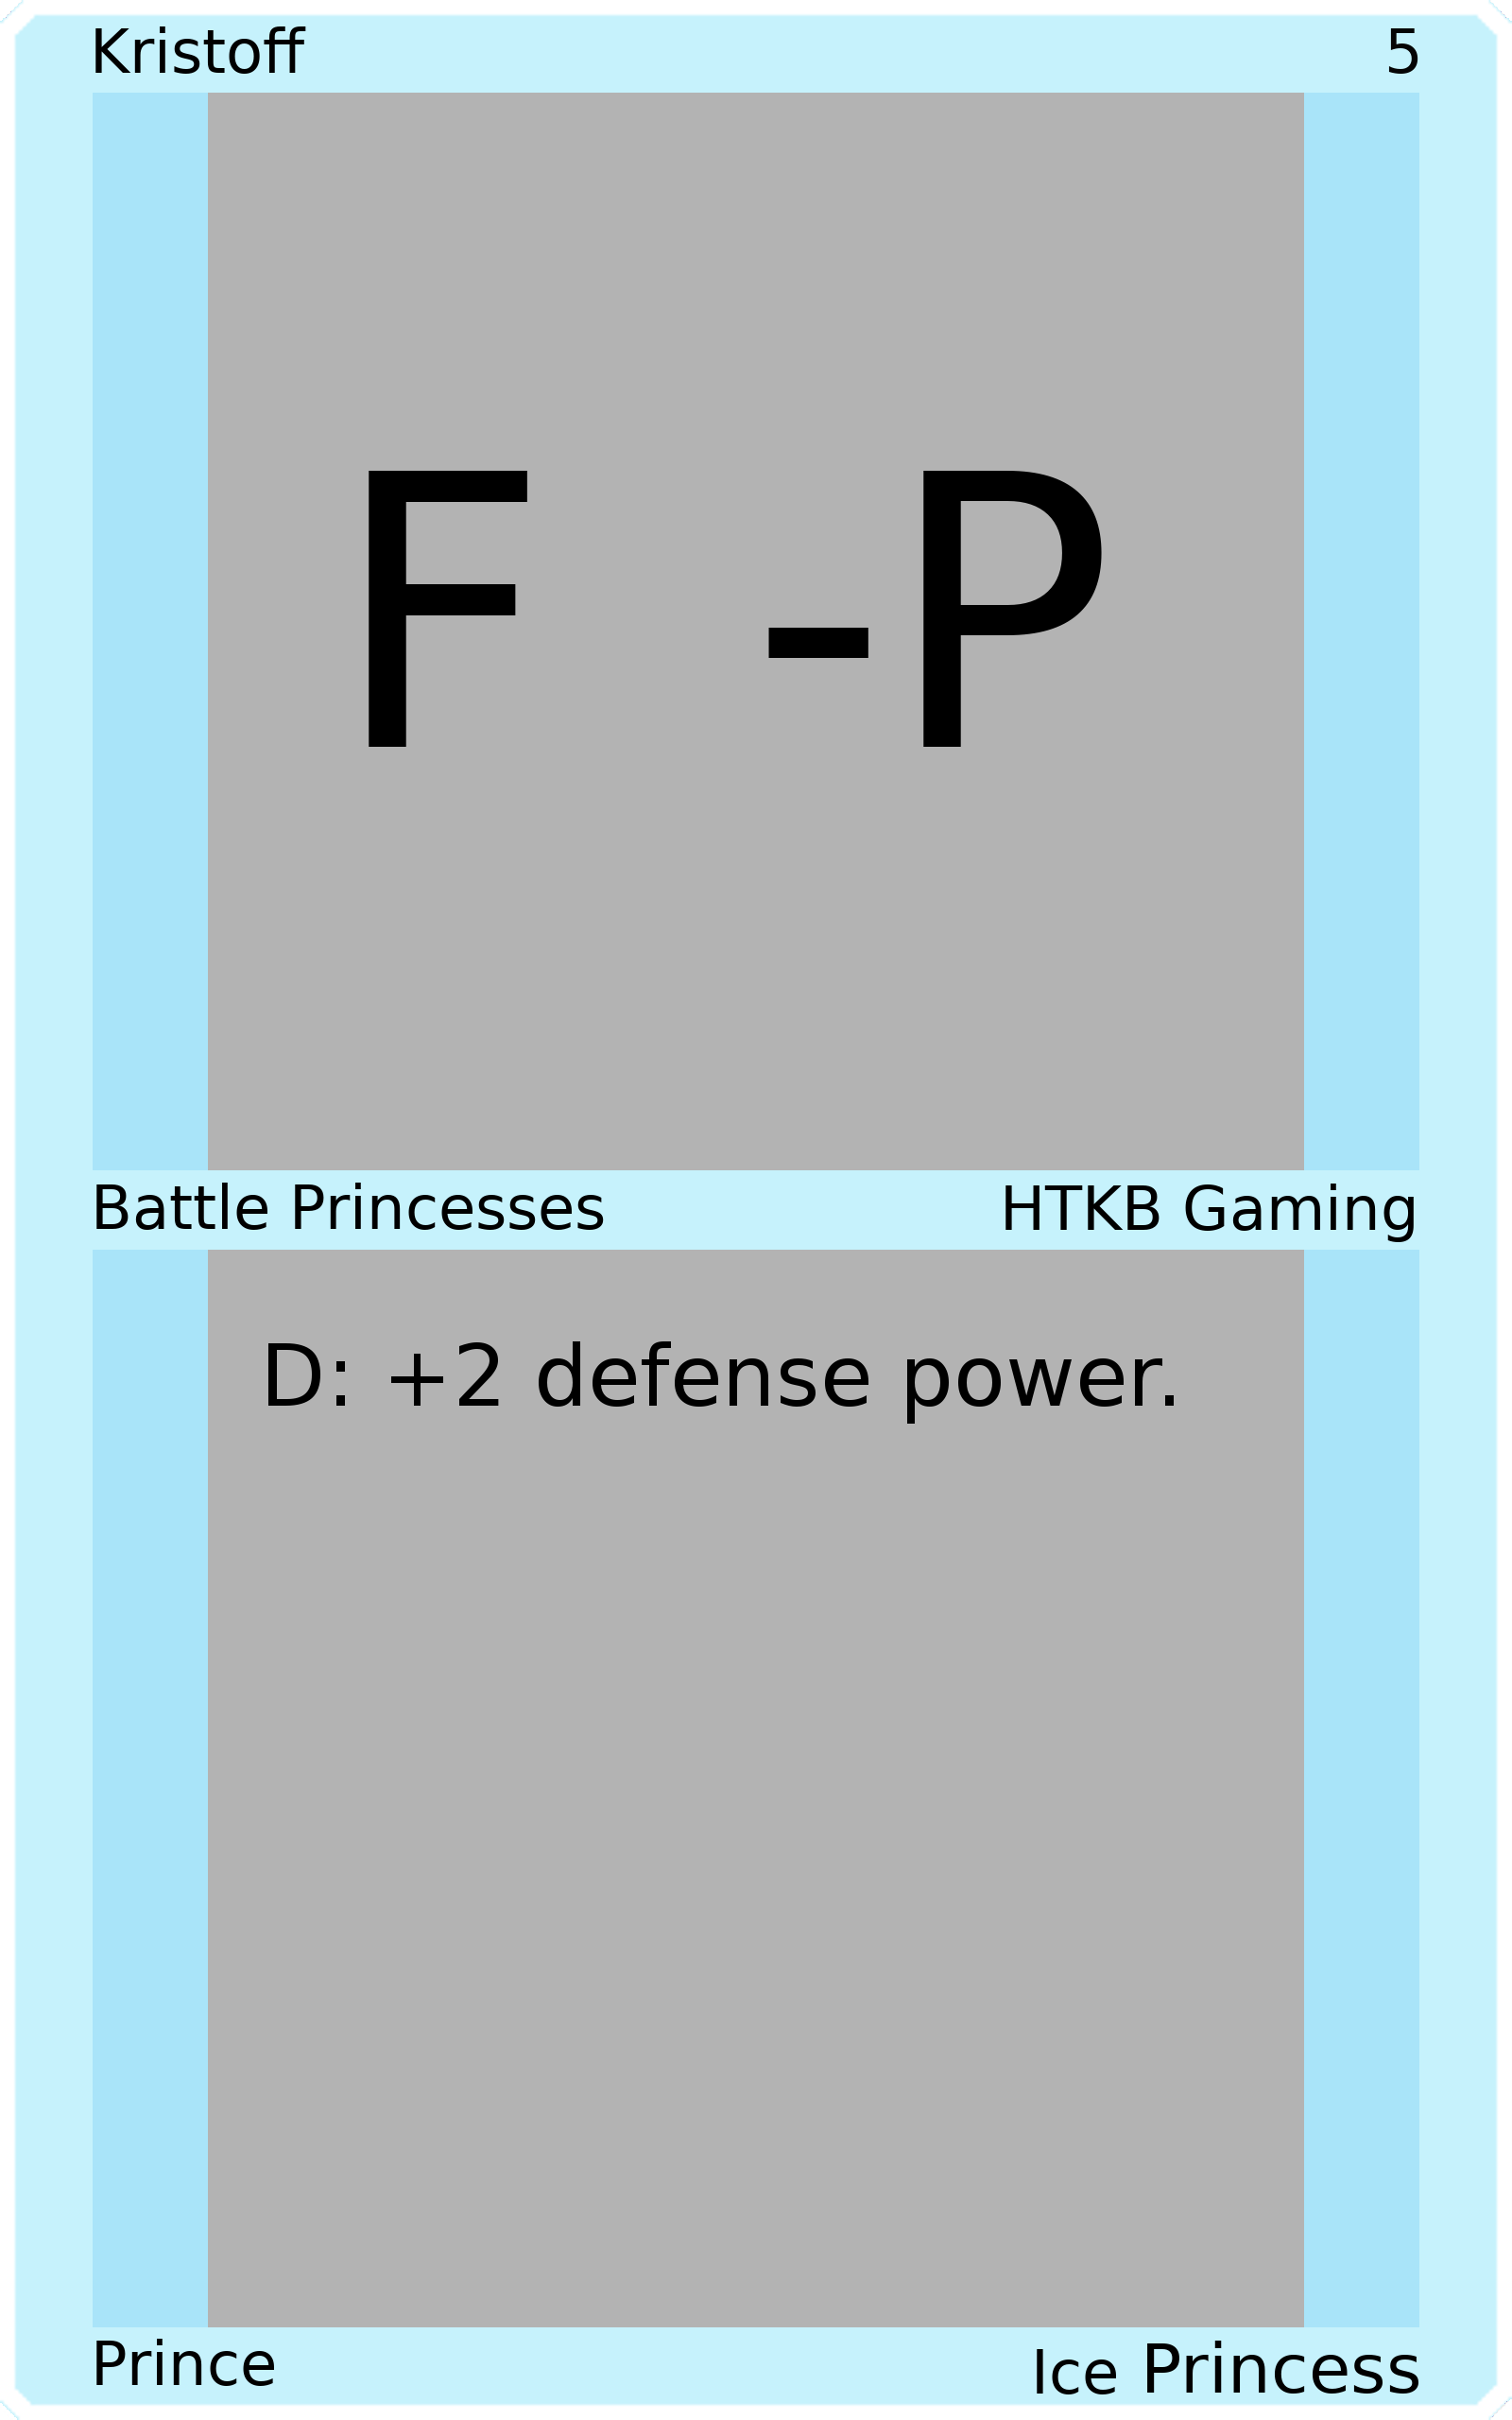 Kristoff 5
F -P
Battle Princesses HTKB Gaming
D: +2 defense power.
Prince Ice Princess